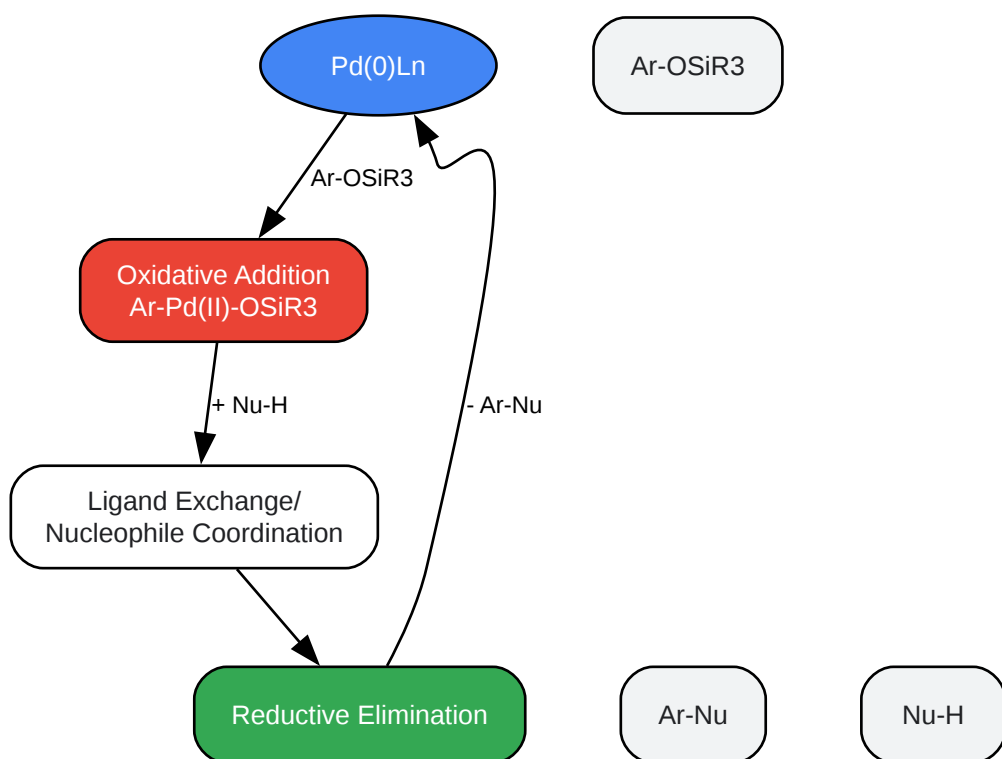 Pd(0)Ln
Ar-OSiR3
Ar-OSiR3
Oxidative Addition
Ar-Pd(II)-OSiR3
+ Nu-H
- Ar-Nu
Ligand Exchange/
Nucleophile Coordination
Reductive Elimination
Ar-Nu
Nu-H